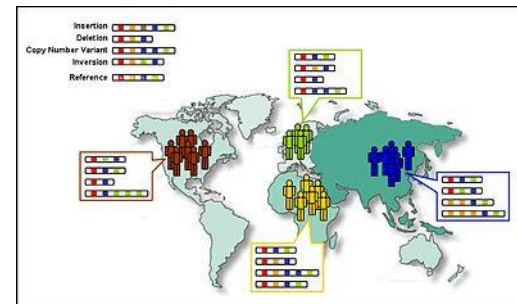 Insertion
Deletion
Copy Number Variant
Inversion
Reference